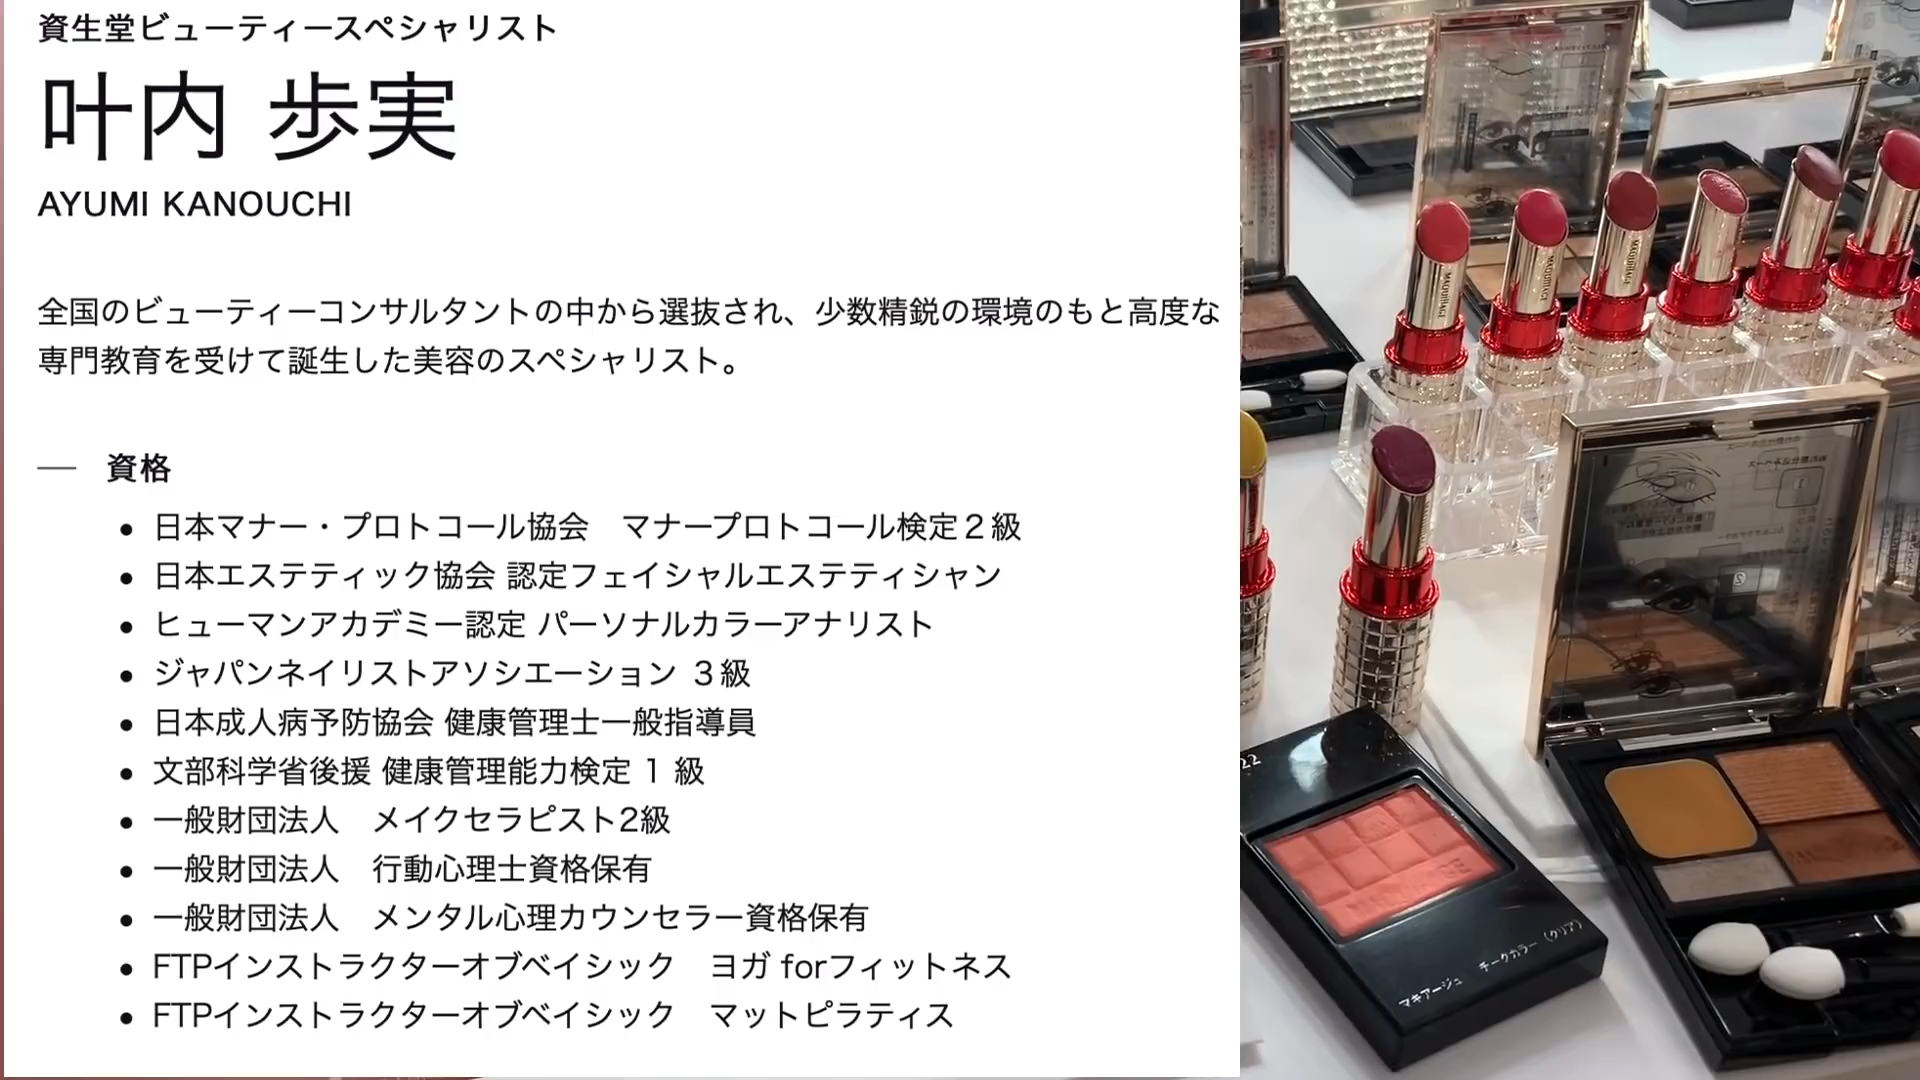 資生堂ビューティースペシャリスト
叶内 歩実
AYUMI KANOUCHI
全国のビューティーコンサルタントの中から選抜され、少数精鋭の環境のもと高度な
専門教育を受けて誕生した美容のスペシャリスト。
資格
日本マナー・プロトコール協会　マナープロトコール検定２級
日本エステティック協会 認定フェイシャルエステティシャン
ヒューマンアカデミー認定 パーソナルカラーアナリスト
ジャパンネイリストアソシエーション ３級
日本成人病予防協会 健康管理士一般指導員
文部科学省後援 健康管理能力検定 1 級
一般財団法人　メイクセラピスト2級
一般財団法人　行動心理士資格保有
一般財団法人　メンタル心理カウンセラー資格保有
FTPインストラクターオブベイシック　ヨガ forフィットネス
FTPインストラクターオブベイシック　マットピラティス
MAQuillAGE
MAQuillAGE
MAQuillAGE
22
マキアージュ　チークカラー（クリア）